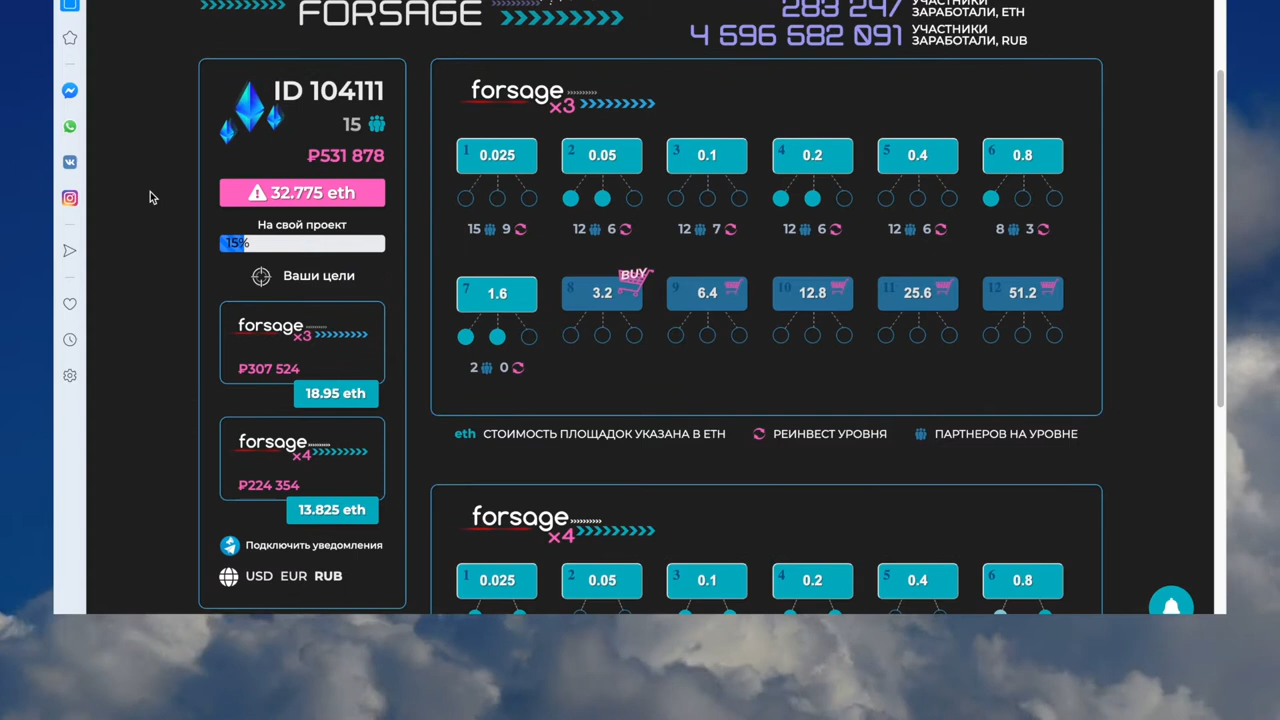 FORSAGE
283 247 УЧАСТНИКИ
ЗАРАБОТАЛИ, ETH
4 596 582 091 УЧАСТНИКИ
ЗАРАБОТАЛИ, RUB
ID 104111
15
₽531 878
32.775 eth
На свой проект
15%
Ваши цели
forsage
x3
₽307 524
18.95 eth
forsage
x4
₽224 354
13.825 eth
Подключить уведомления
USD EUR RUB
forsage
x3
1 0.025
2 0.05
3 0.1
4 0.2
5 0.4
6 0.8
15 9
12 6
12 7
12 6
12 6
8 3
7 1.6
8 3.2 BUY
9 6.4
10 12.8
11 25.6
12 51.2
2 0
eth СТОИМОСТЬ ПЛОЩАДОК УКАЗАНА В ETH
РЕИНВЕСТ УРОВНЯ
ПАРТНЕРОВ НА УРОВНЕ
forsage
x4
1 0.025
2 0.05
3 0.1
4 0.2
5 0.4
6 0.8